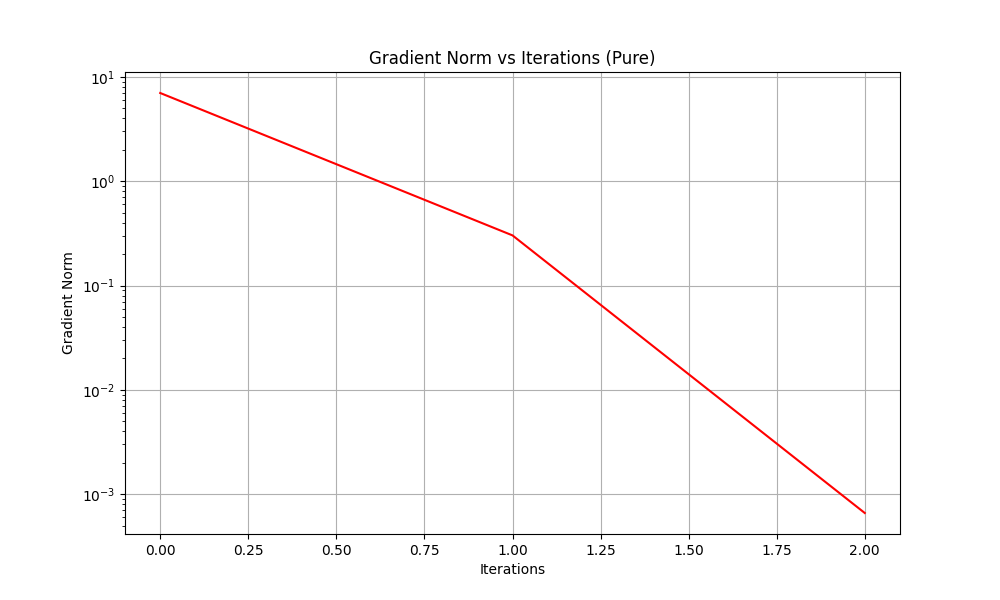 Gradient Norm vs Iterations (Pure)
10¹
10⁰
10⁻¹
10⁻²
10⁻³
Gradient Norm
0.00 0.25 0.50 0.75 1.00 1.25 1.50 1.75 2.00
Iterations